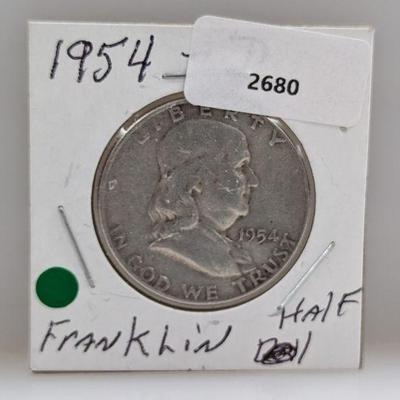 1954 -
2680
LIBERTY
1954
IN GOD WE TRUST
FRANKLIN HALF